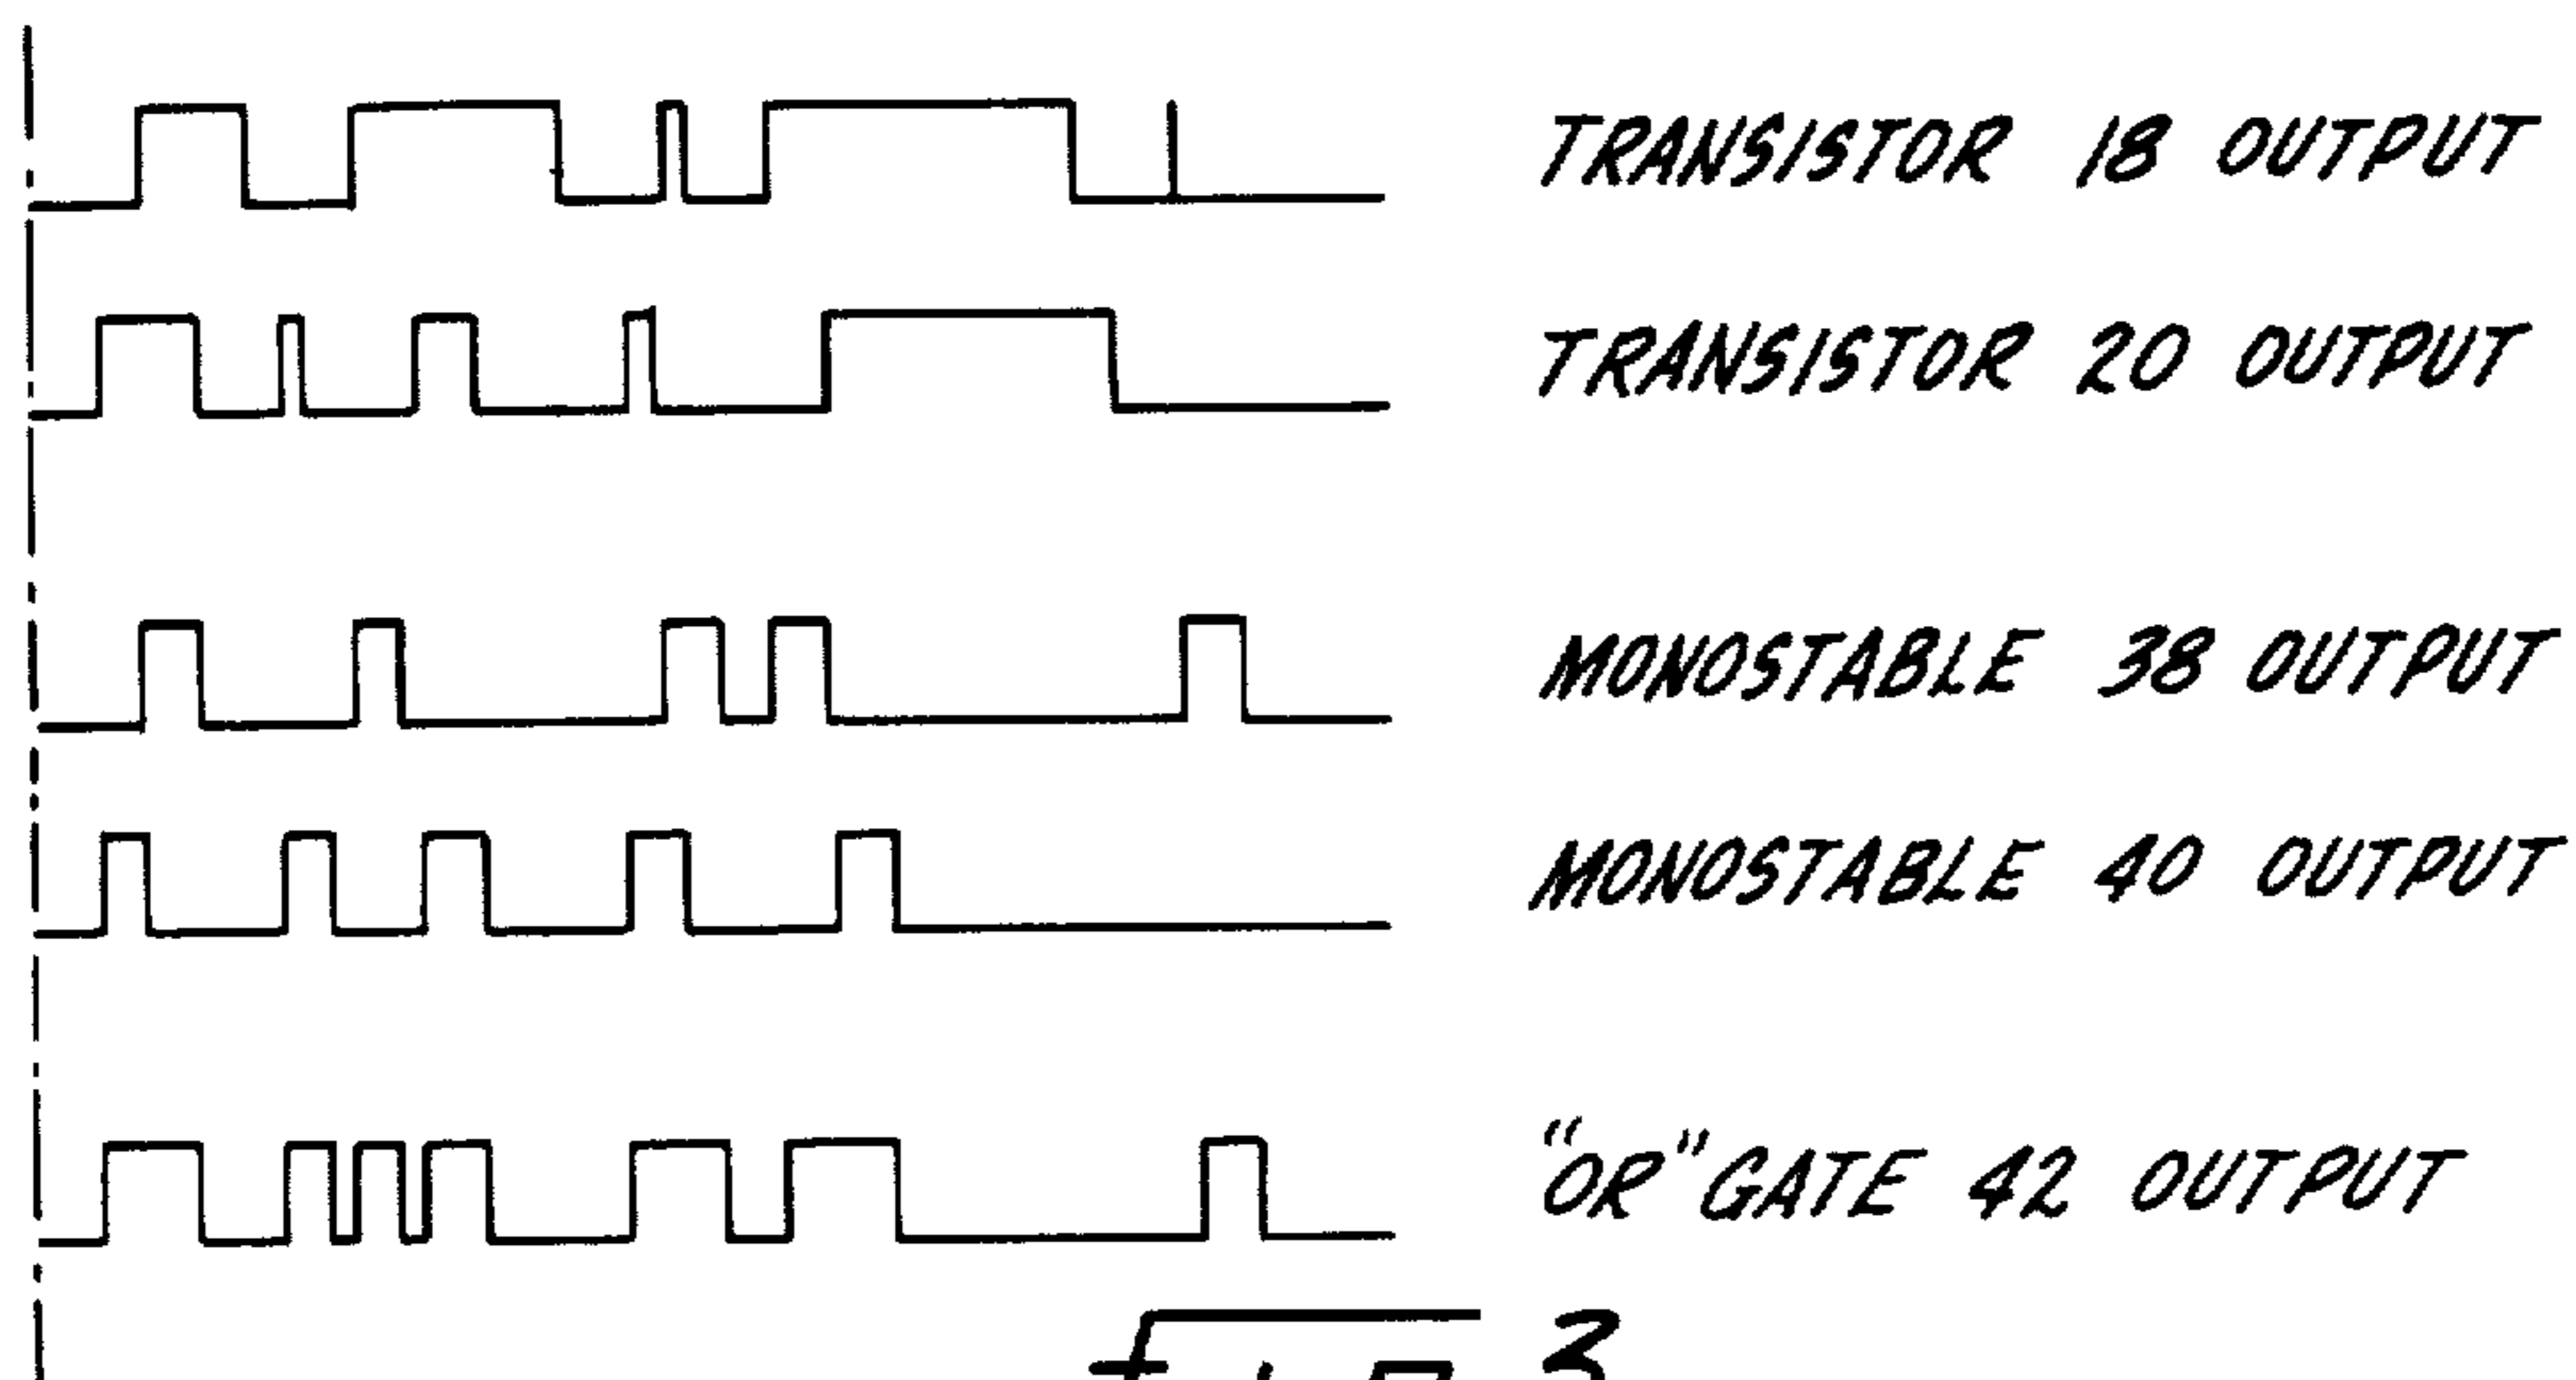 TRANSISTOR 18 OUTPUT
TRANSISTOR 20 OUTPUT
MONOSTABLE 38 OUTPUT
MONOSTABLE 40 OUTPUT
"OR" GATE 42 OUTPUT